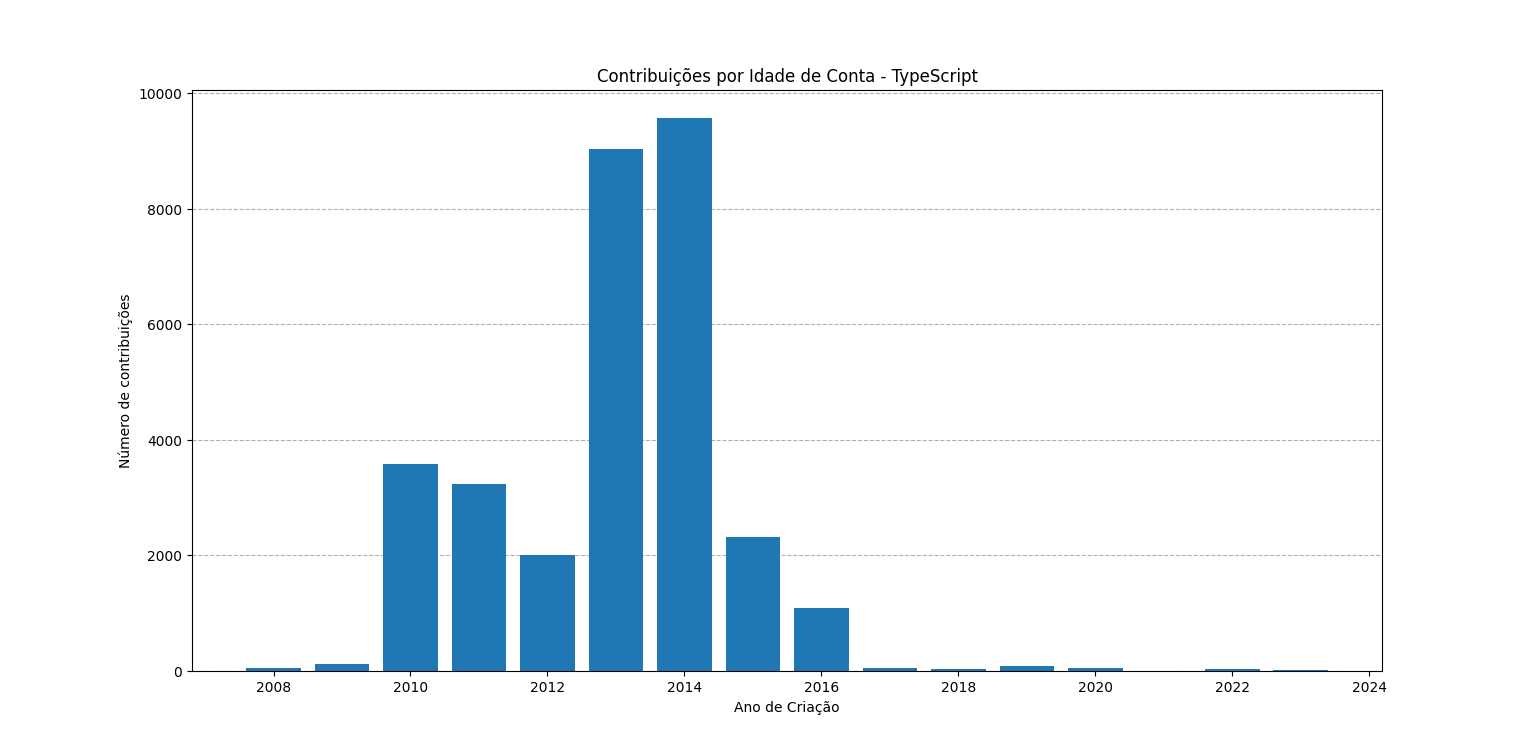 Contribuições por Idade de Conta - TypeScript
10000
8000
6000
4000
2000
0
Número de contribuições
2008 2010 2012 2014 2016 2018 2020 2022 2024
Ano de Criação